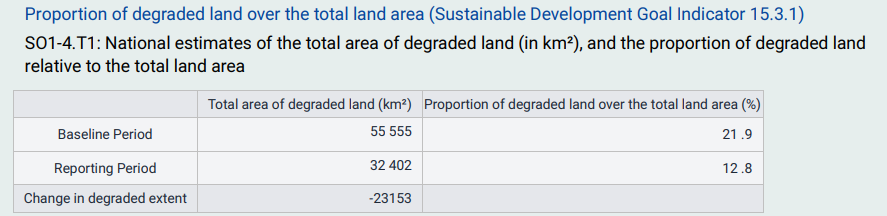 Proportion of degraded land over the total land area (Sustainable Development Goal Indicator 15.3.1)
SO1-4.T1: National estimates of the total area of degraded land (in km²), and the proportion of degraded land
relative to the total land area
Total area of degraded land (km²) Proportion of degraded land over the total land area (%)
Baseline Period 55 555 21 .9
Reporting Period 32 402 12 .8
Change in degraded extent -23153